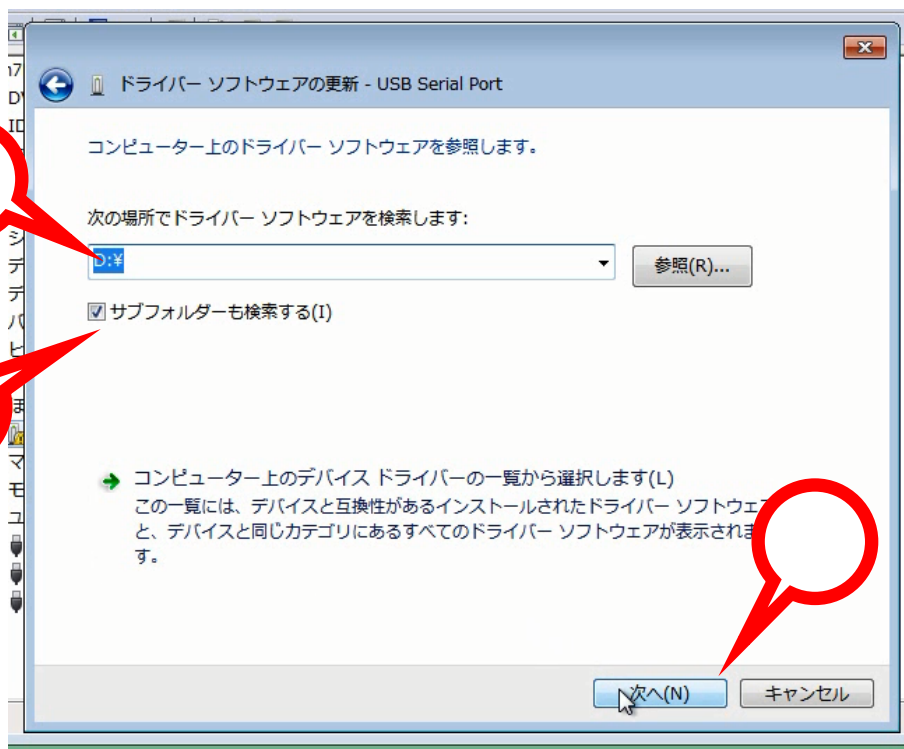 ドライバー ソフトウェアの更新 - USB Serial Port
コンピューター上のドライバー ソフトウェアを参照します。
次の場所でドライバー ソフトウェアを検索します:
D:¥
参照(R)...
サブフォルダーも検索する(I)
コンピューター上のデバイス ドライバーの一覧から選択します(L)
この一覧には、デバイスと互換性があるインストールされたドライバー ソフトウェ
と、デバイスと同じカテゴリにあるすべてのドライバー ソフトウェアが表示されま
す。
次へ(N)
キャンセル